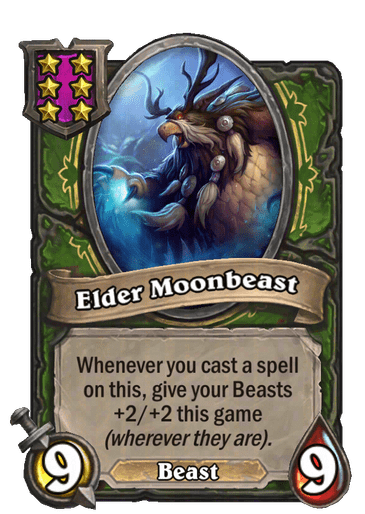 Elder Moonbeast
Whenever you cast a spell
on this, give your Beasts
+2/+2 this game
(wherever they are).
9
Beast
9